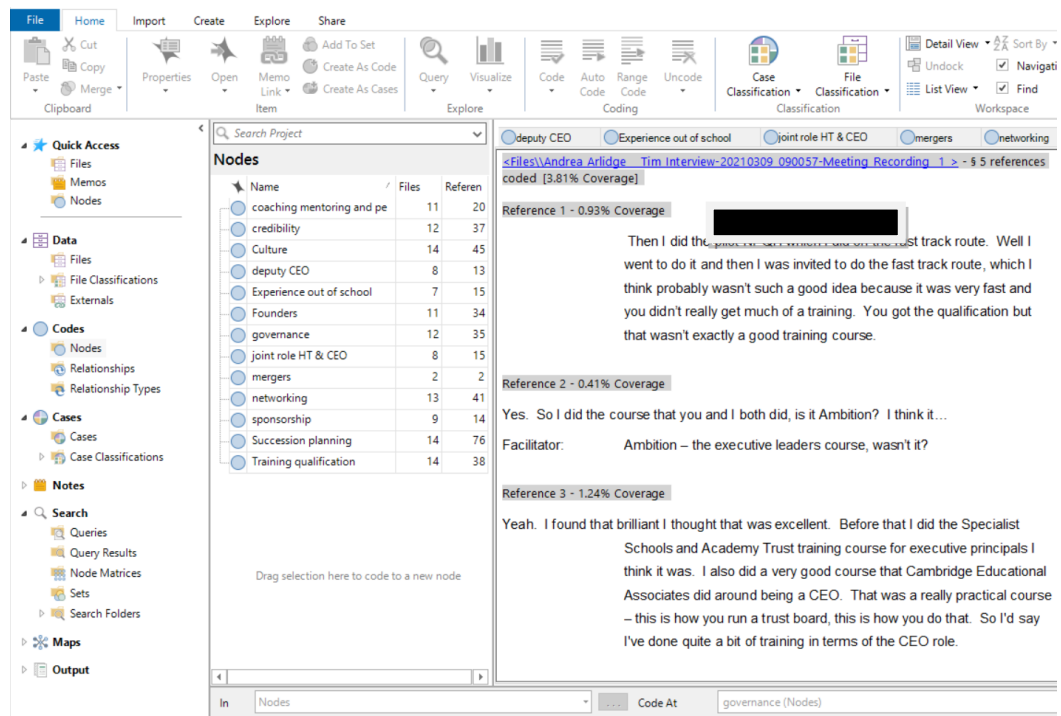 File Home Import Create Explore Share
Cut
Copy
Merge
Paste
Clipboard
Properties
Open
Memo Link
Add To Set
Create As Code
Create As Cases
Item
Query
Visualize
Explore
Code
Auto Code
Range Code
Uncode
Coding
Case Classification
File Classification
Classification
Detail View
Sort By
Undock
Navigati
List View
Find
Workspace
Quick Access
Files
Memos
Nodes
Data
Files
File Classifications
Externals
Codes
Nodes
Relationships
Relationship Types
Cases
Cases
Case Classifications
Notes
Search
Queries
Query Results
Node Matrices
Sets
Search Folders
Maps
Output
Search Project
Nodes
Name Files Referen
coaching mentoring and pe 11 20
credibility 12 37
Culture 14 45
deputy CEO 8 13
Experience out of school 7 15
Founders 11 34
governance 12 35
joint role HT & CEO 8 15
mergers 2 2
networking 13 41
sponsorship 9 14
Succession planning 14 76
Training qualification 14 38
Drag selection here to code to a new node
deputy CEO Experience out of school joint role HT & CEO mergers networking
<Files\\Andrea Arlidge _ Tim Interview-20210309_090057-Meeting Recording_1_> - § 5 references
coded [3.81% Coverage]
Reference 1 - 0.93% Coverage
Then I did the pilot which I did on the fast track route. Well I
went to do it and then I was invited to do the fast track route, which I
think probably wasn't such a good idea because it was very fast and
you didn't really get much of a training. You got the qualification but
that wasn't exactly a good training course.
Reference 2 - 0.41% Coverage
Yes. So I did the course that you and I both did, is it Ambition? I think it…
Facilitator: Ambition – the executive leaders course, wasn't it?
Reference 3 - 1.24% Coverage
Yeah. I found that brilliant I thought that was excellent. Before that I did the Specialist
Schools and Academy Trust training course for executive principals I
think it was. I also did a very good course that Cambridge Educational
Associates did around being a CEO. That was a really practical course
– this is how you run a trust board, this is how you do that. So I'd say
I've done quite a bit of training in terms of the CEO role.
In Nodes ... Code At governance (Nodes)